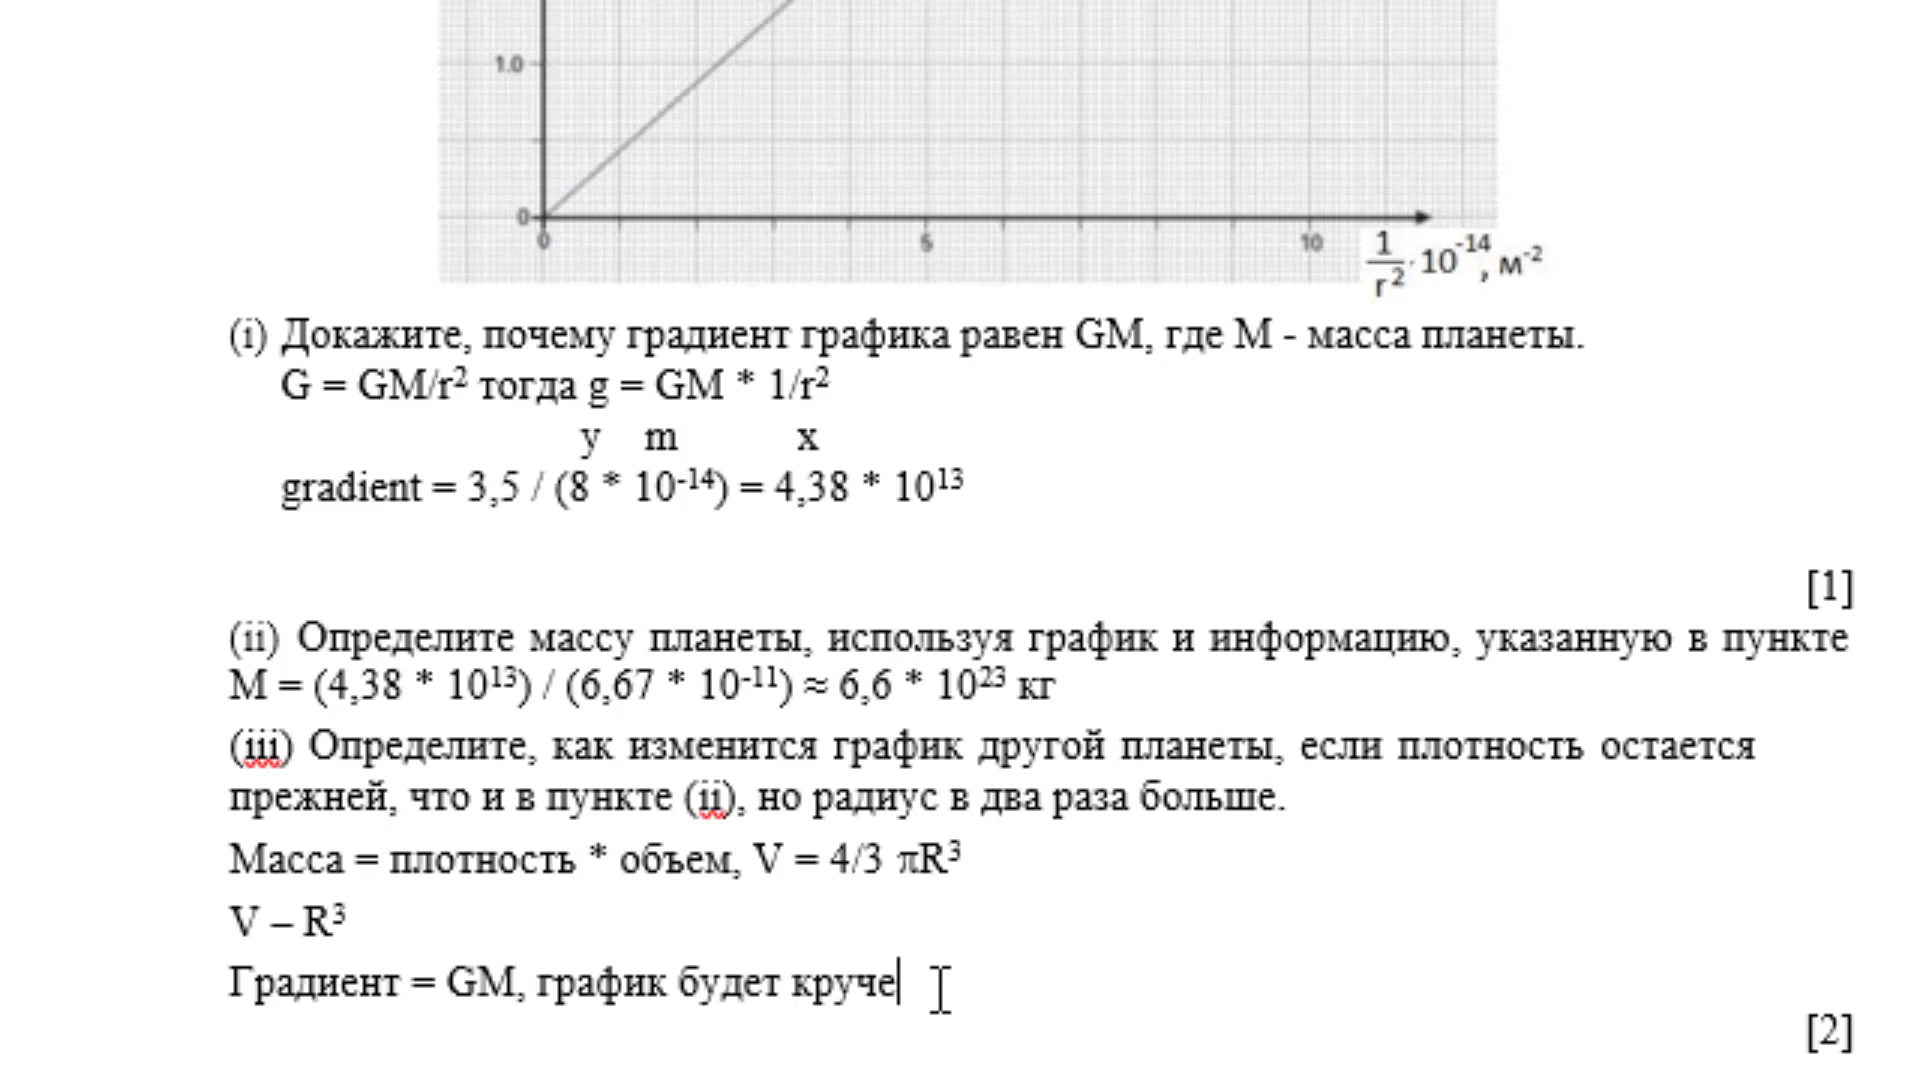 1.0
0
0 5 10
1/r² · 10⁻¹⁴, м⁻²
(i) Докажите, почему градиент графика равен GM, где М - масса планеты.
G = GM/r² тогда g = GM * 1/r²
y m x
gradient = 3,5 / (8 * 10⁻¹⁴) = 4,38 * 10¹³
[1]
(ii) Определите массу планеты, используя график и информацию, указанную в пункте
M = (4,38 * 10¹³) / (6,67 * 10⁻¹¹) ≈ 6,6 * 10²³ кг
(iii) Определите, как изменится график другой планеты, если плотность остается
прежней, что и в пункте (ii), но радиус в два раза больше.
Масса = плотность * объем, V = 4/3 πR³
V – R³
Градиент = GM, график будет круче
[2]